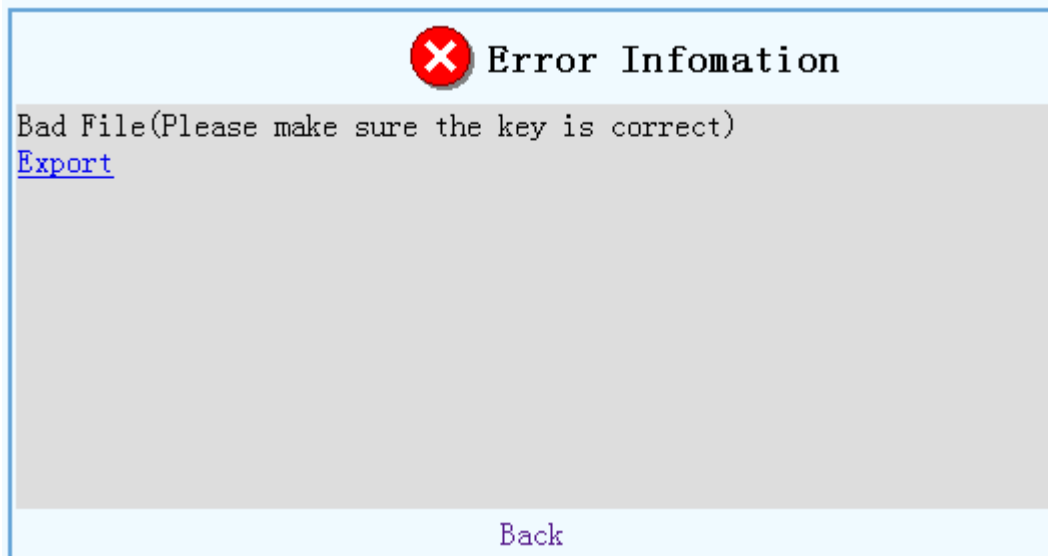 Error Infomation
Bad File(Please make sure the key is correct)
Export
Back